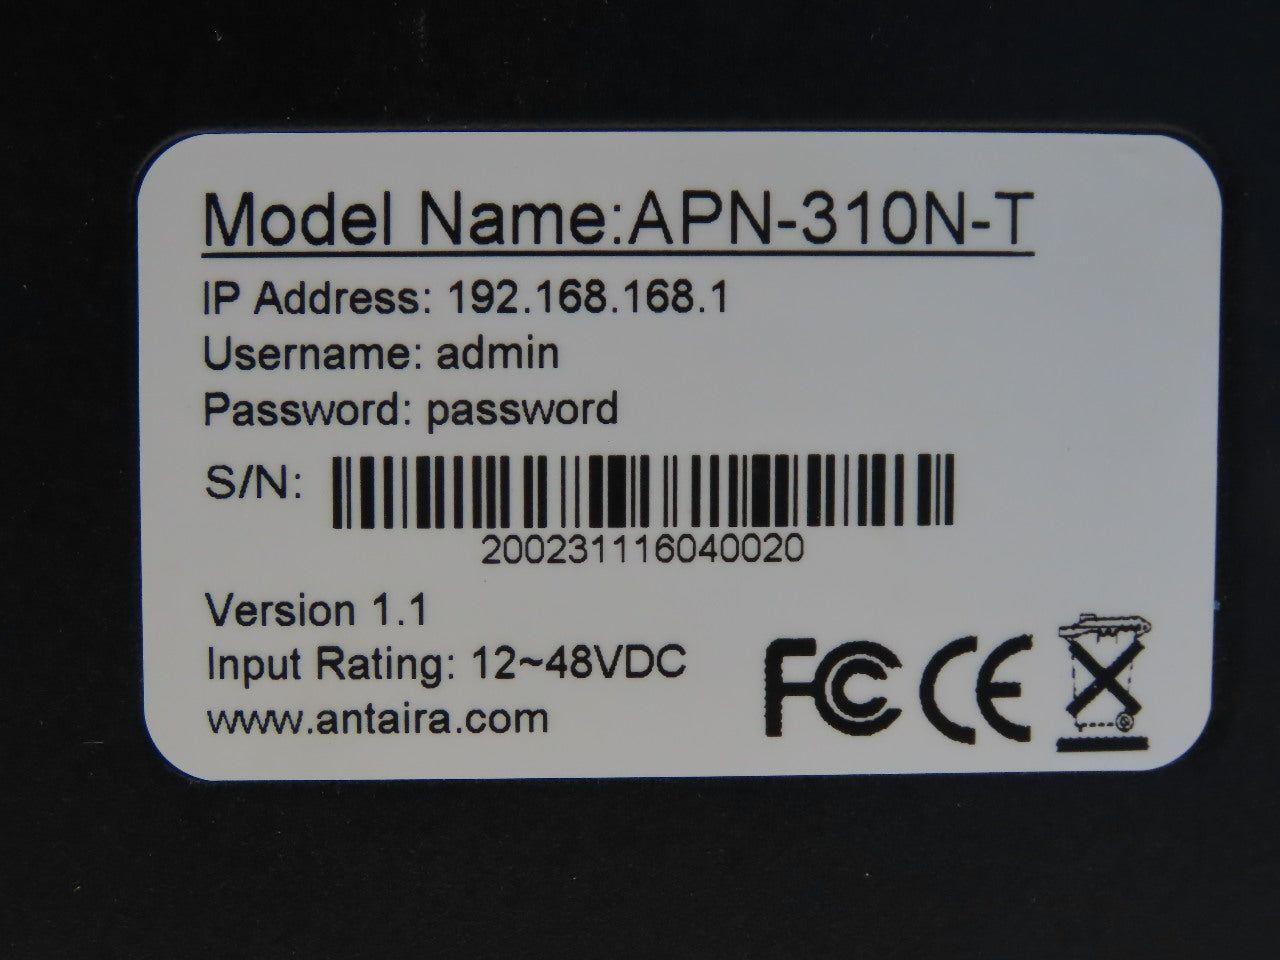 Model Name:APN-310N-T
IP Address: 192.168.168.1
Username: admin
Password: password
S/N:
200231116040020
Version 1.1
Input Rating: 12~48VDC
www.antaira.com
FC CE